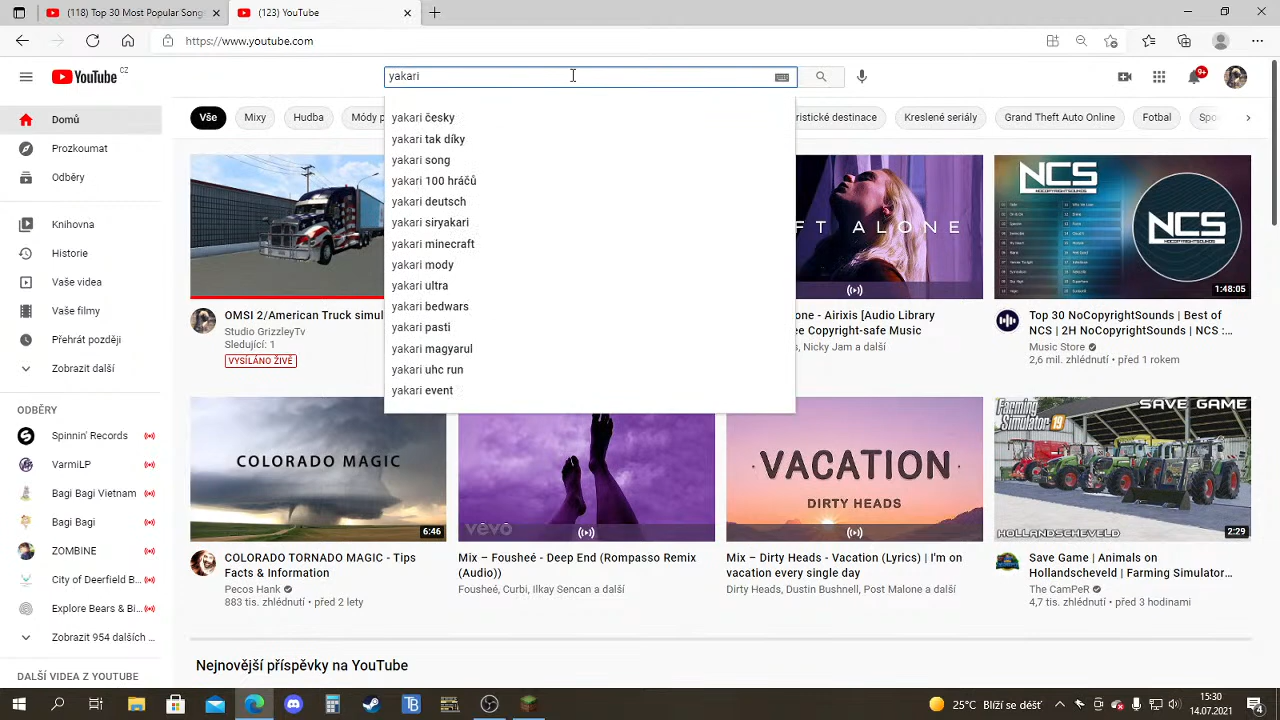 (118) Top 30 Most Popular Song
(123) YouTube
https://www.youtube.com
YouTube CZ
yakari
9+
Domů
Prozkoumat
Odběry
Knihovna
Historie
Vaše videa
Vaše filmy
Přehrát později
Zobrazit další
ODBĚRY
Spinnin' Records
VarmiLP
Bagi Bagi Vietnam
Bagi Bagi
ZOMBINE
City of Deerfield B...
Explore Bears & Bi...
Zobrazit 954 dalších ...
DALŠÍ VIDEA Z YOUTUBE
Vše
Mixy
Hudba
Módy p
ristické destinace
Kreslené seriály
Grand Theft Auto Online
Fotbal
Spo
yakari česky
yakari tak díky
yakari song
yakari 100 hráčů
yakari deutsch
yakari siryakari
yakari minecraft
yakari mody
yakari ultra
yakari bedwars
yakari pasti
yakari magyarul
yakari uhc run
yakari event
OMSI 2/American Truck simul
Studio GrizzleyTv
Sledující: 1
VYSÍLÁNO ŽIVĚ
FT ALONE
one - Airixis [Audio Library
ee Copyright-safe Music
s, Nicky Jam a další
NCS
NOCOPYRIGHTSOUNDS
NCS
NOCOPYRIGHTSOUNDS
1:48:05
Top 30 NoCopyrightSounds | Best of
NCS | 2H NoCopyrightSounds | NCS :...
Music Store
2,6 mil. zhlédnutí • před 1 rokem
COLORADO MAGIC
6:46
COLORADO TORNADO MAGIC - Tips
Facts & Information
Pecos Hank
883 tis. zhlédnutí • před 2 lety
vevo
Mix – Fousheé - Deep End (Rompasso Remix
(Audio))
Fousheé, Curbi, Ilkay Sencan a další
VACATION
DIRTY HEADS
Mix – Dirty Heads - Vacation (Lyrics) | I'm on
vacation every single day
Dirty Heads, Dustin Bushnell, Post Malone a další
Farming Simulator 19
SAVE GAME
HOLLANDSCHEVELD
2:29
Save Game | Animals on
Hollandscheveld | Farming Simulator...
The CamPeR
4,7 tis. zhlédnutí • před 3 hodinami
Nejnovější příspěvky na YouTube
25°C Blíží se déšť
15:30
14.07.2021
4